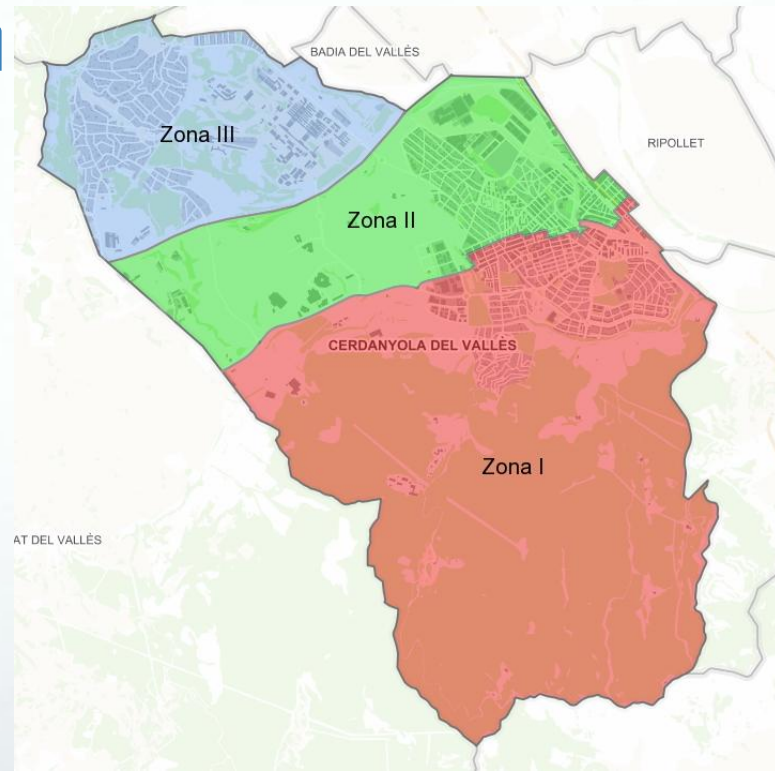 BADIA DEL VALLÈS
Zona III
RIPOLLET
Zona II
CERDANYOLA DEL VALLÈS
Zona I
AT DEL VALLÈS